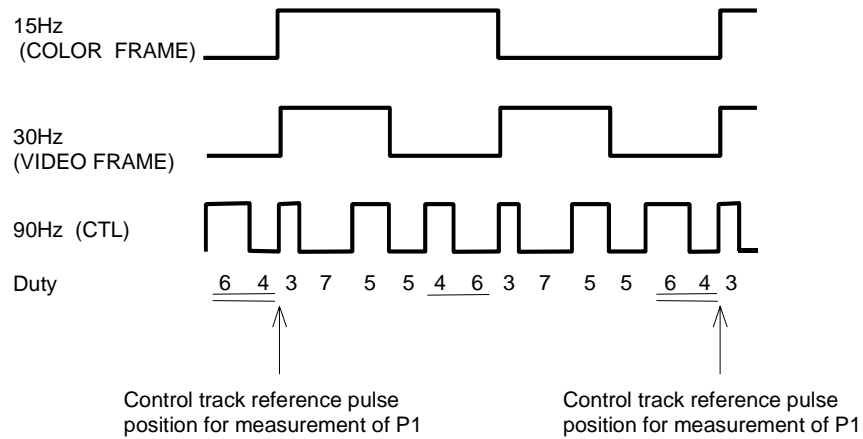 15Hz
(COLOR FRAME)
30Hz
(VIDEO FRAME)
90Hz (CTL)
Duty 6 4 3 7 5 5 4 6 3 7 5 5 6 4 3
Control track reference pulse
position for measurement of P1
Control track reference pulse
position for measurement of P1